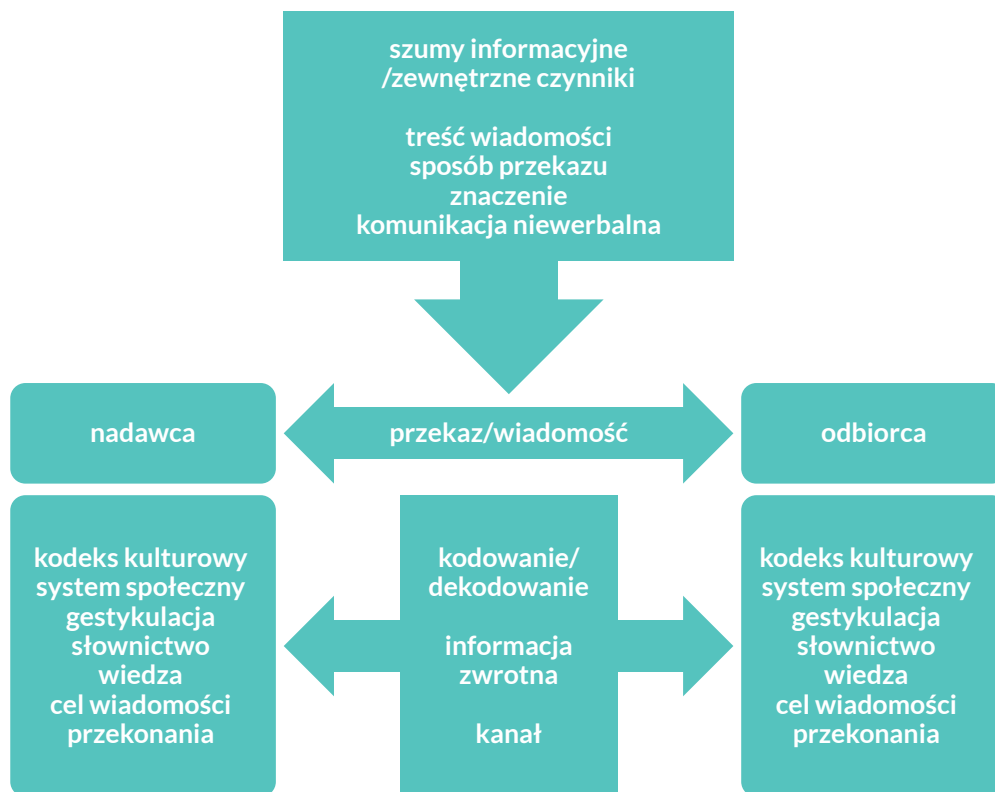 szumy informacyjne
/zewnętrzne czynniki
treść wiadomości
sposób przekazu
znaczenie
komunikacja niewerbalna
nadawca
przekaz/wiadomość
odbiorca
kodeks kulturowy
system społeczny
gestykulacja
słownictwo
wiedza
cel wiadomości
przekonania
kodowanie/
dekodowanie
informacja
zwrotna
kanał
kodeks kulturowy
system społeczny
gestykulacja
słownictwo
wiedza
cel wiadomości
przekonania